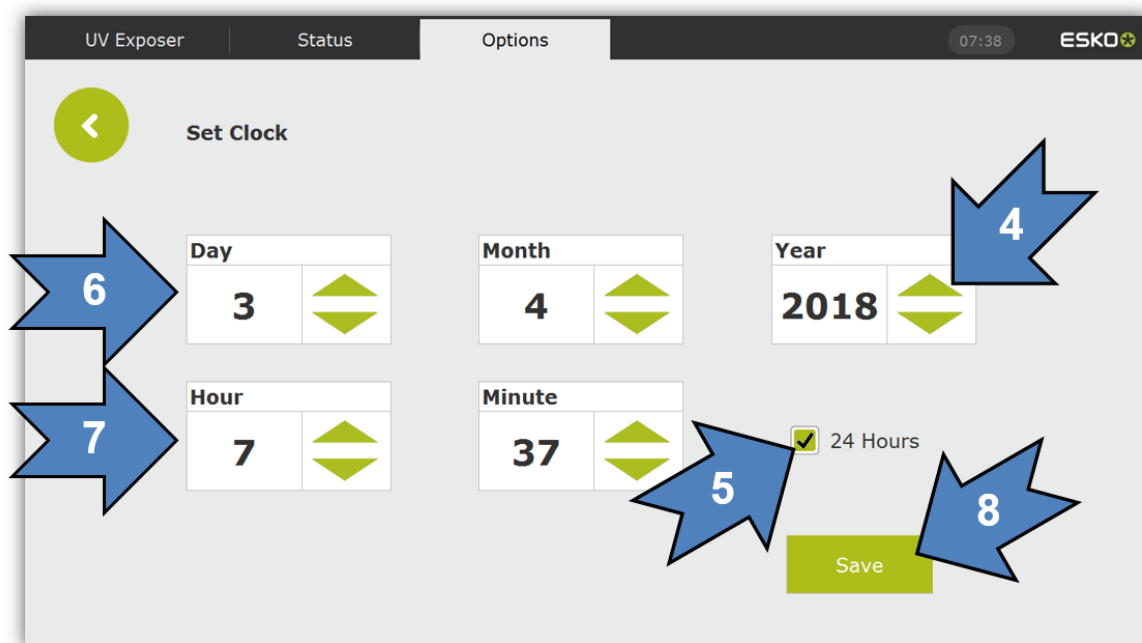 UV Exposer Status Options 07:38 ESKO
Set Clock
4
Day Month Year
6
3 4 2018
Hour Minute
7
7 37 24 Hours
5
8
Save